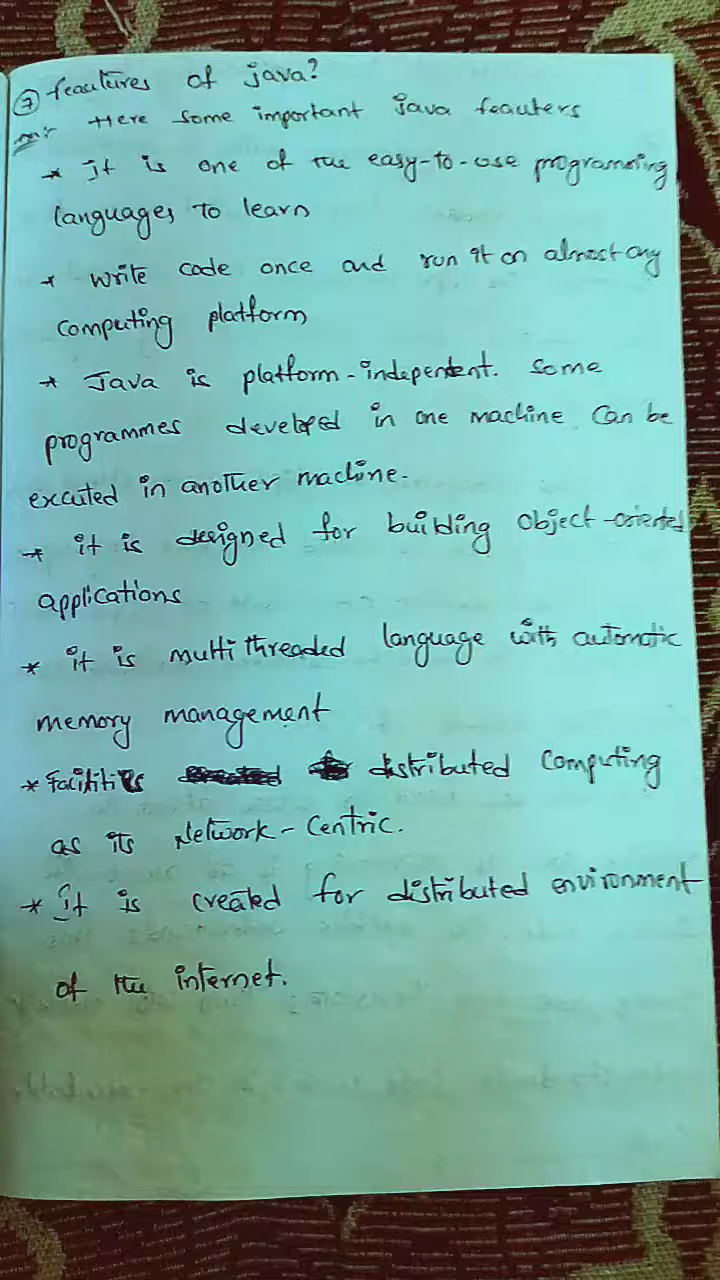 ⑦ feautures of java?
Ans:- Here some important java feauters
* It is one of the easy-to-use programming
languages to learn
* write code once and run it on almost any
computing platform
* Java is platform-independent. Some
programmes developed in one machine can be
excuted in another machine.
* it is designed for building object-oriented
applications
* it is multithreaded language with automatic
memory management
* facilities distributed computing
as its Network-Centric.
* it is created for distributed environment
of the internet.